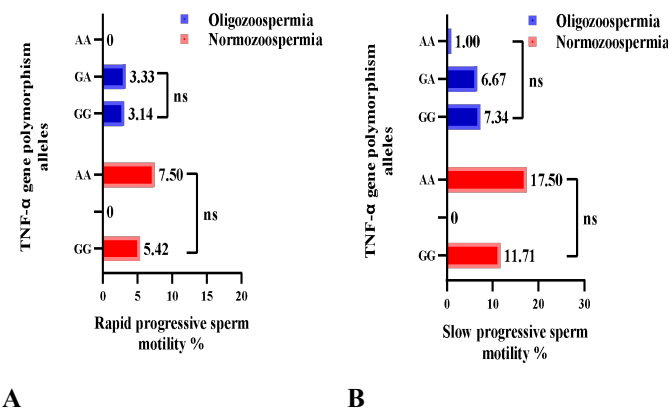 Oligozoospermia
Normozoospermia
TNF-α gene polymorphism
alleles
AA 0
GA 3.33
GG 3.14
ns
AA 7.50
0
GG 5.42
ns
0 5 10 15 20
Rapid progressive sperm
motility %
A
Oligozoospermia
Normozoospermia
TNF-α gene polymorphism
alleles
AA 1.00
GA 6.67
GG 7.34
ns
AA 17.50
0
GG 11.71
ns
0 10 20 30
Slow progressive sperm
motility %
B